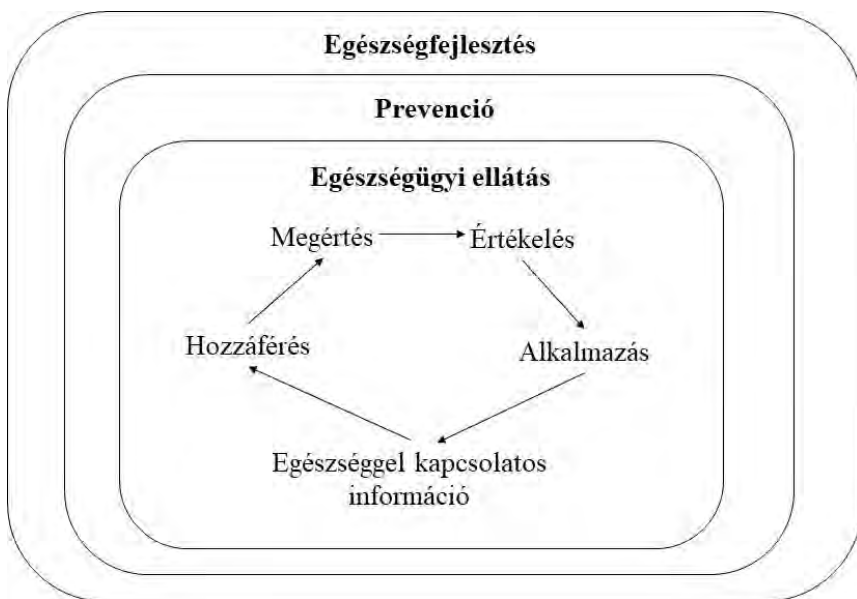 Egészségfejlesztés
Prevenció
Egészségügyi ellátás
Megértés
Értékelés
Hozzáférés
Alkalmazás
Egészséggel kapcsolatos
információ